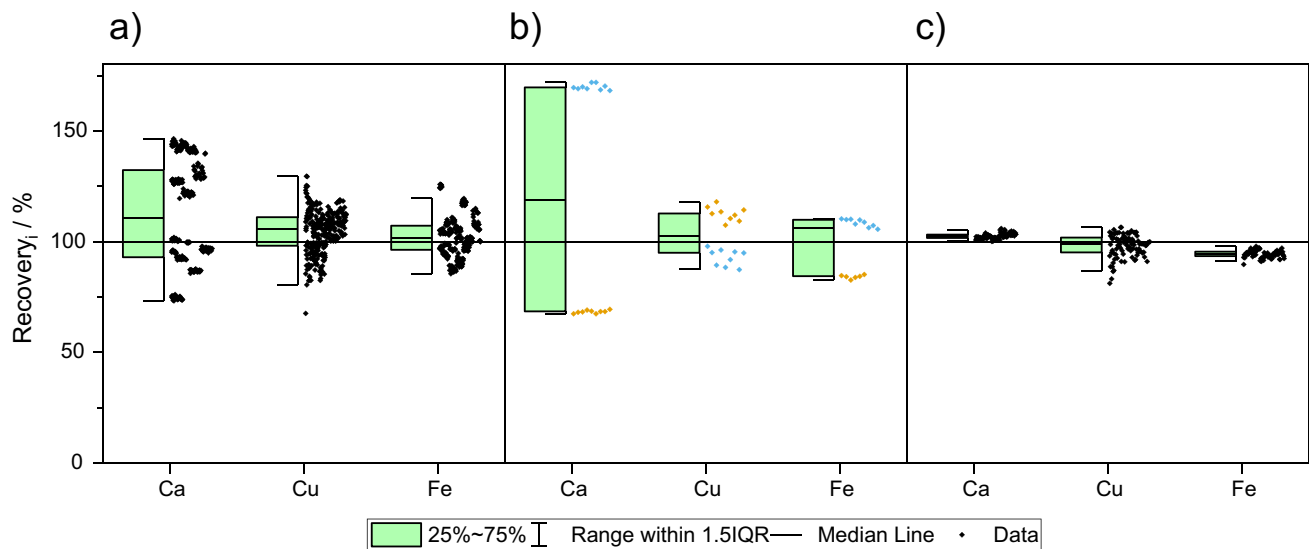 a)
b)
c)
Recoveryᵢ / %
150
100
50
0
Ca
Cu
Fe
Ca
Cu
Fe
Ca
Cu
Fe
25%~75%
Range within 1.5IQR
Median Line
Data